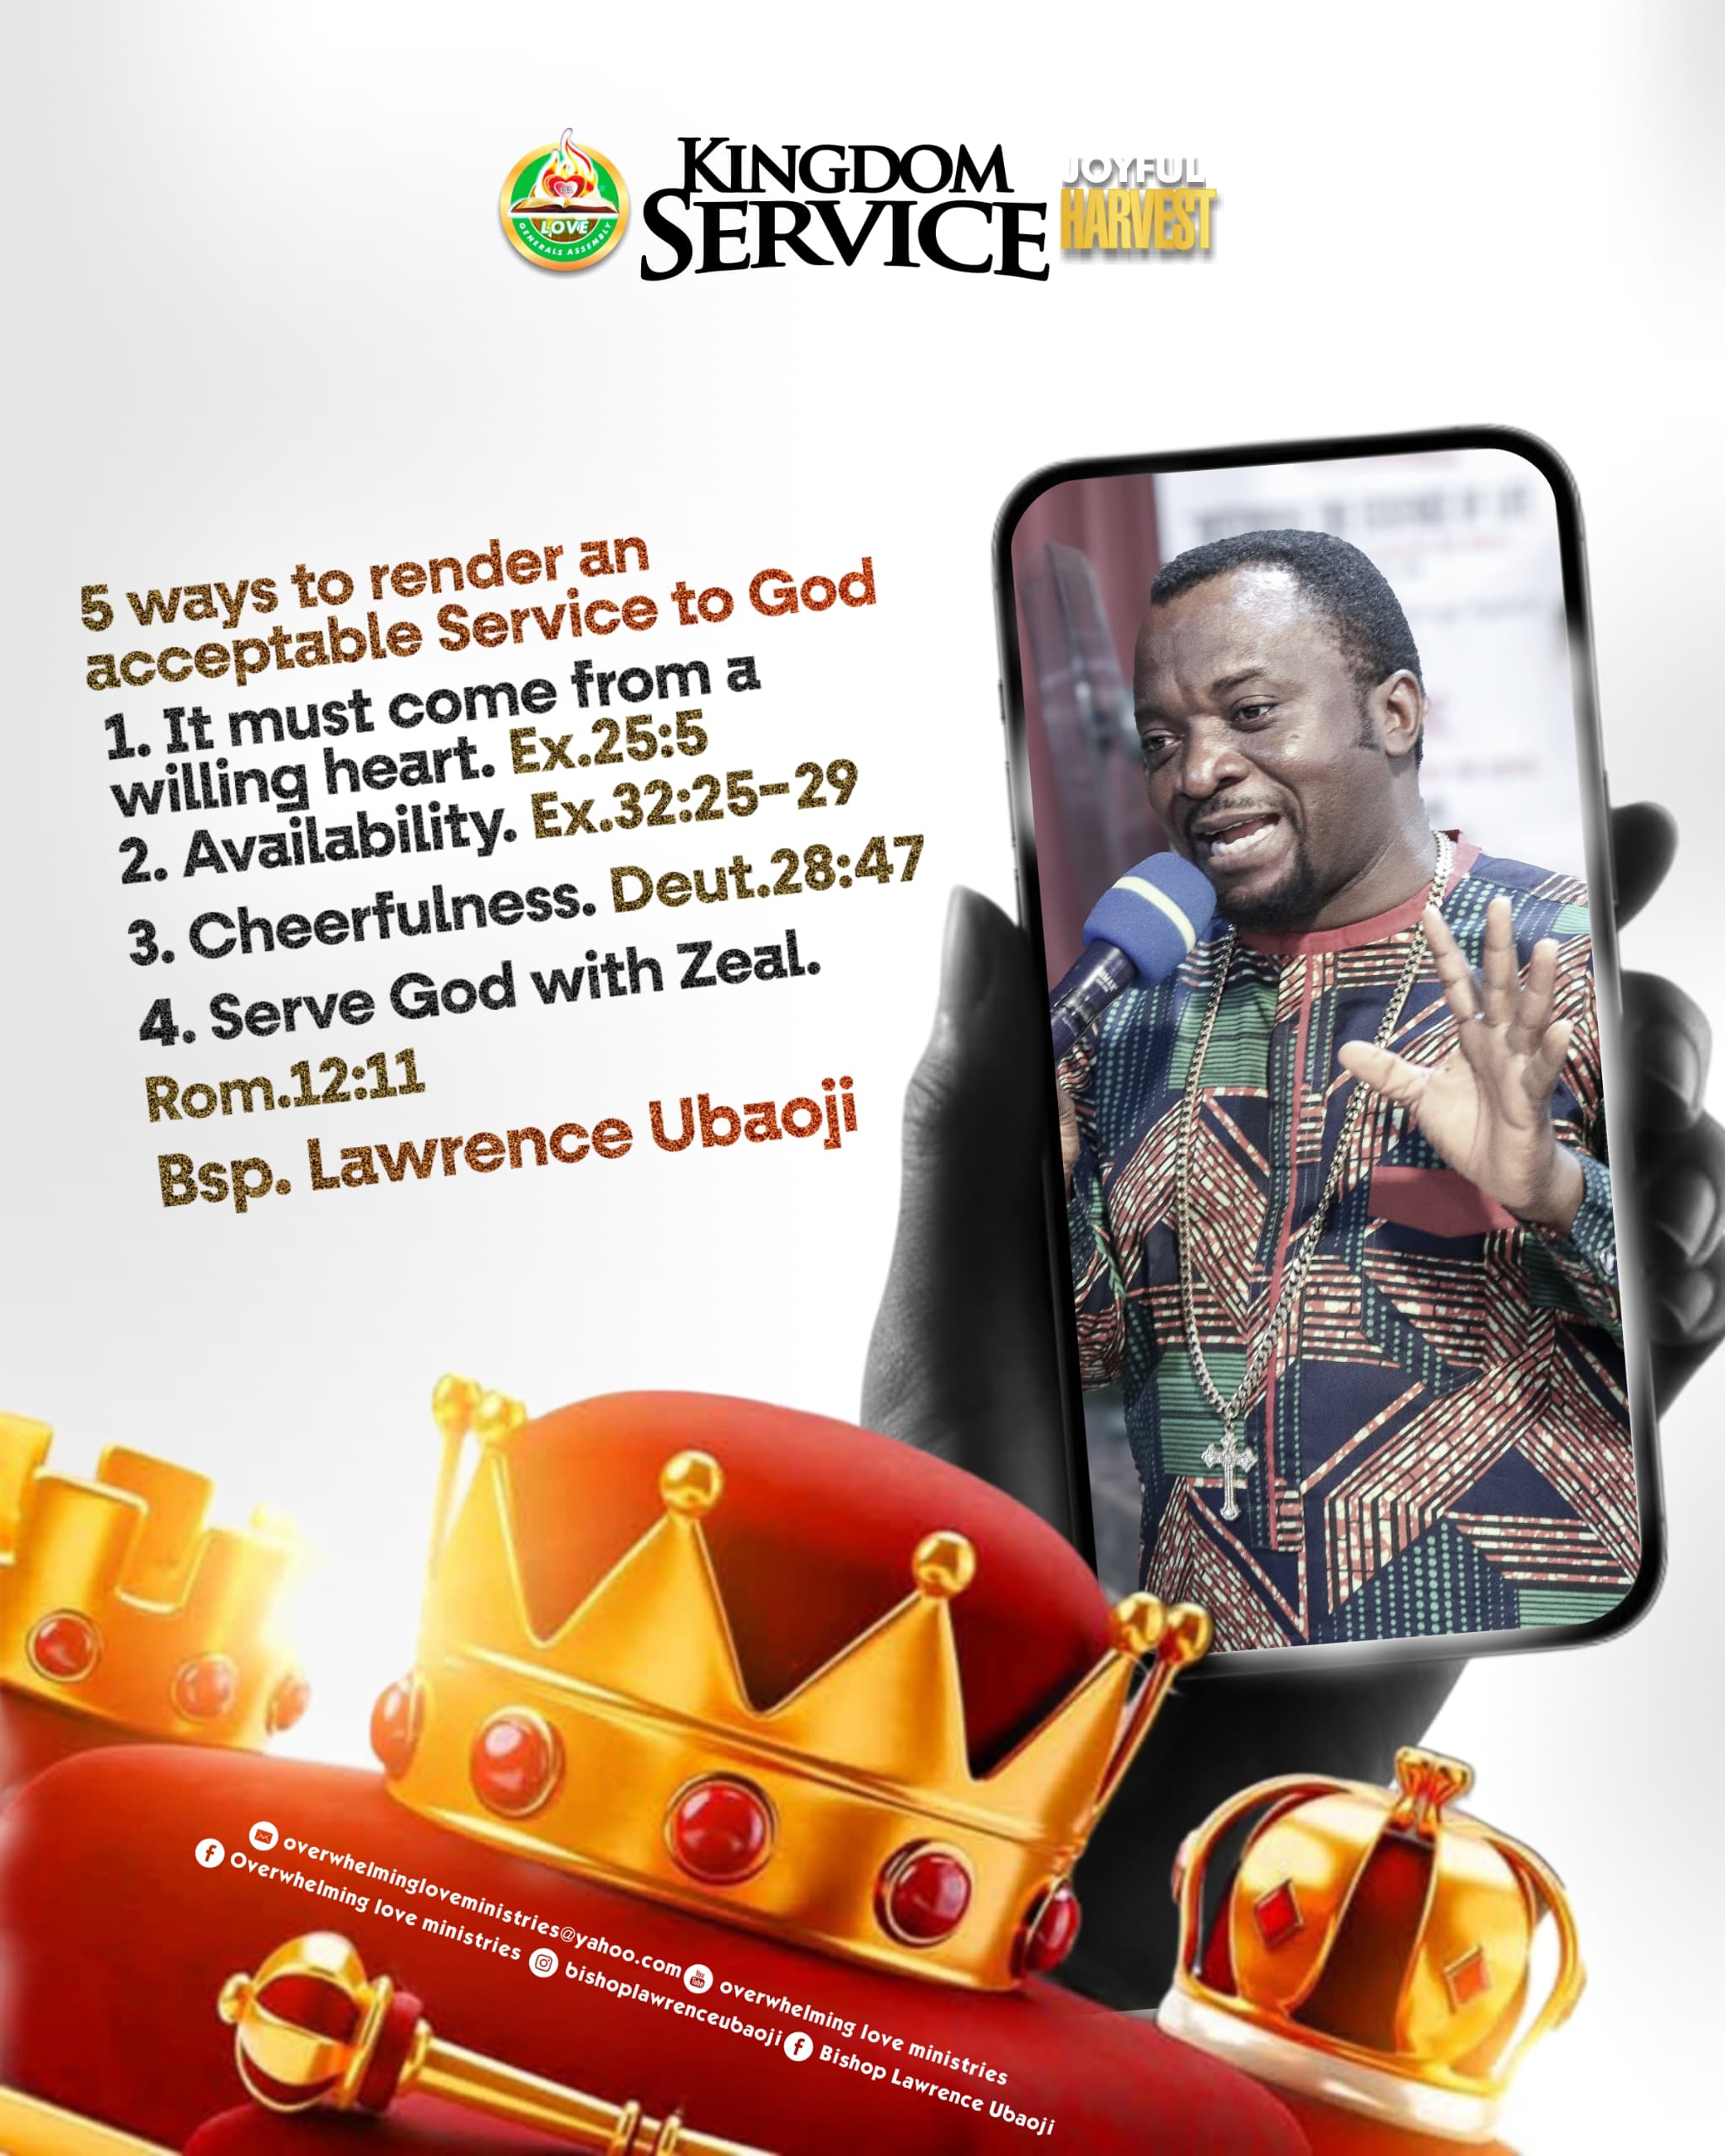 LOVE
GENERALS ASSEMBLY
KINGDOM
SERVICE
JOYFUL
HARVEST
5 ways to render an
acceptable Service to God
1. It must come from a
willing heart. Ex.25:5
2. Availability. Ex.32:25-29
3. Cheerfulness. Deut.28:47
4. Serve God with Zeal.
Rom.12:11
Bsp. Lawrence Ubaoji
overwhelmingloveministries@yahoo.com overwhelming love ministries
Overwhelming love ministries bishoplawrenceubaoji Bishop Lawrence Ubaoji